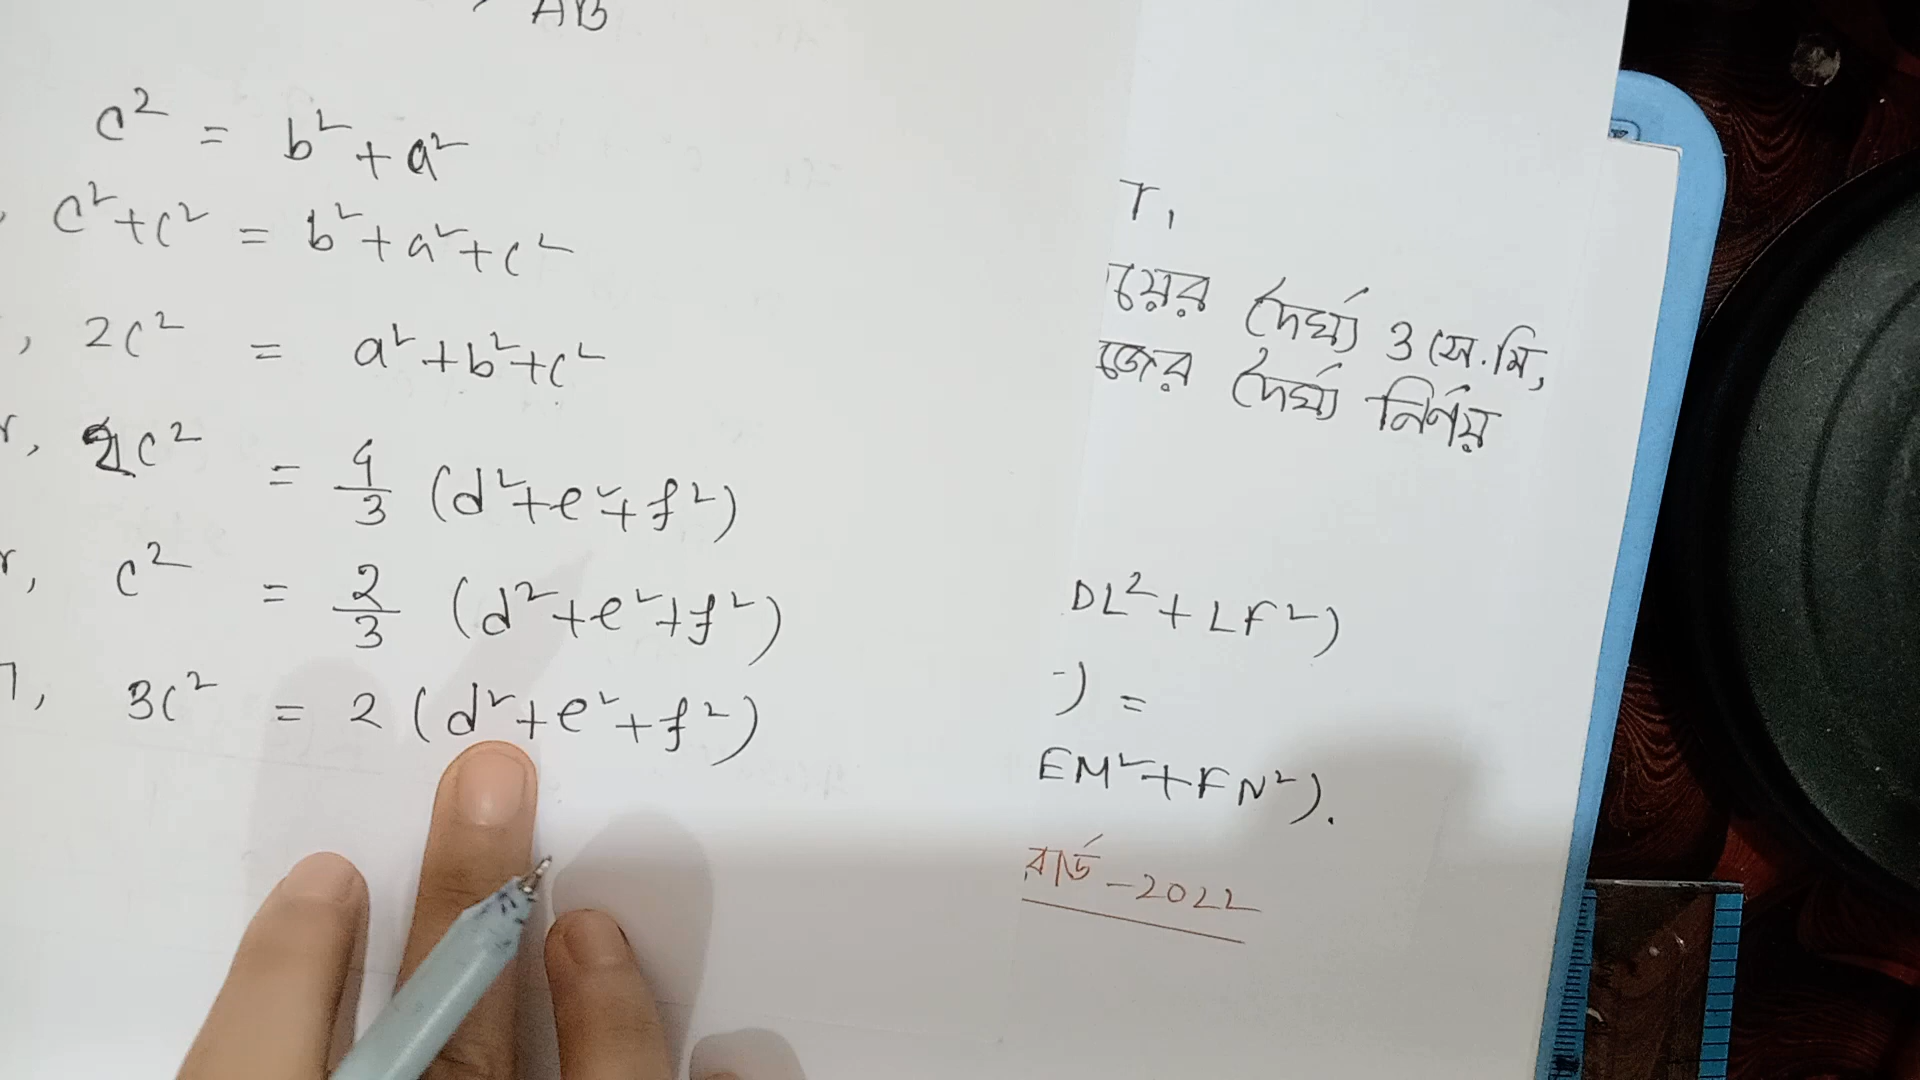 AB
c² = b² + a²
c² + c² = b² + a² + c²
, 2c² = a² + b² + c²
r, 2c² = 4/3 (d² + e² + f²)
r, c² = 2/3 (d² + e² + f²)
, 3c² = 2 (d² + e² + f²)
T,
য়ের দৈর্ঘ্য ৩ সে.মি,
জের দৈর্ঘ্য নির্ণয়
DL² + LF²)
) =
EM² + FN²).
বার্ড - 2022